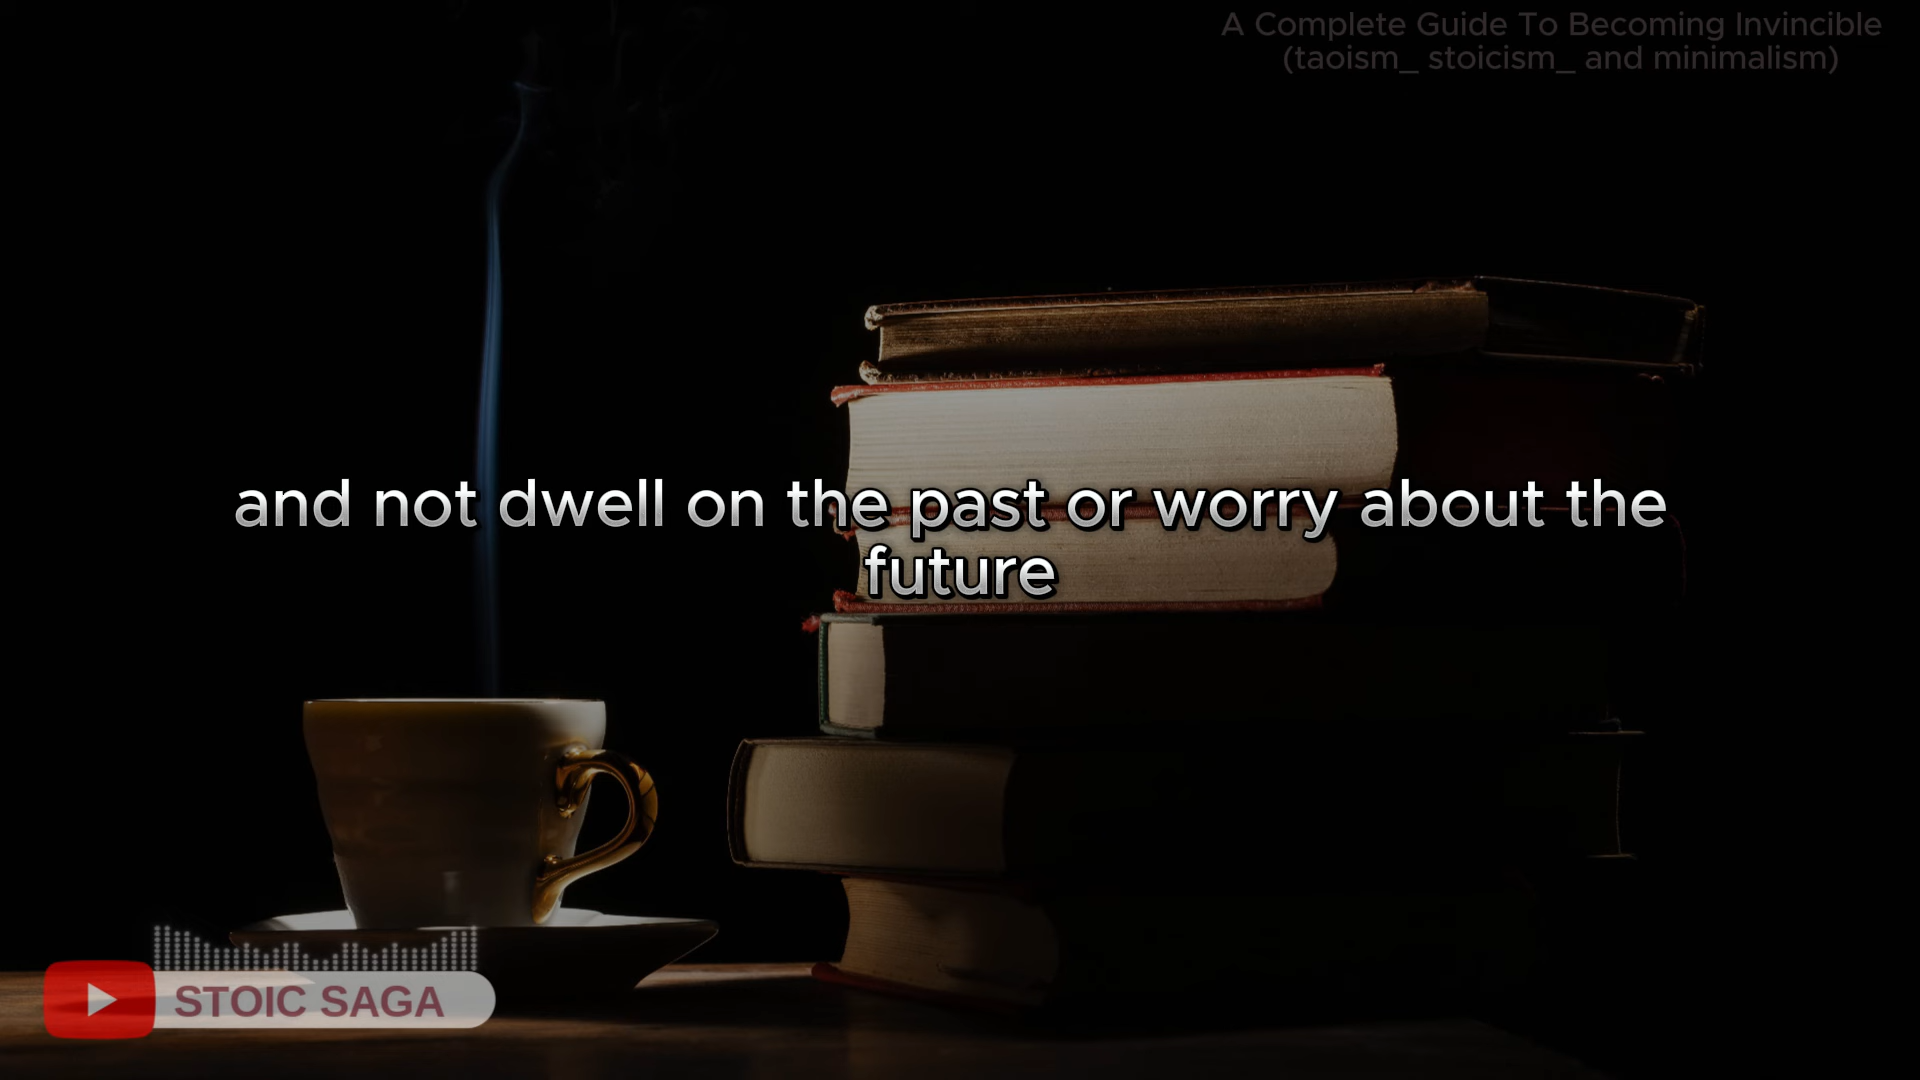 A Complete Guide To Becoming Invincible
(taoism_ stoicism_ and minimalism)
and not dwell on the past or worry about the
future
STOIC SAGA